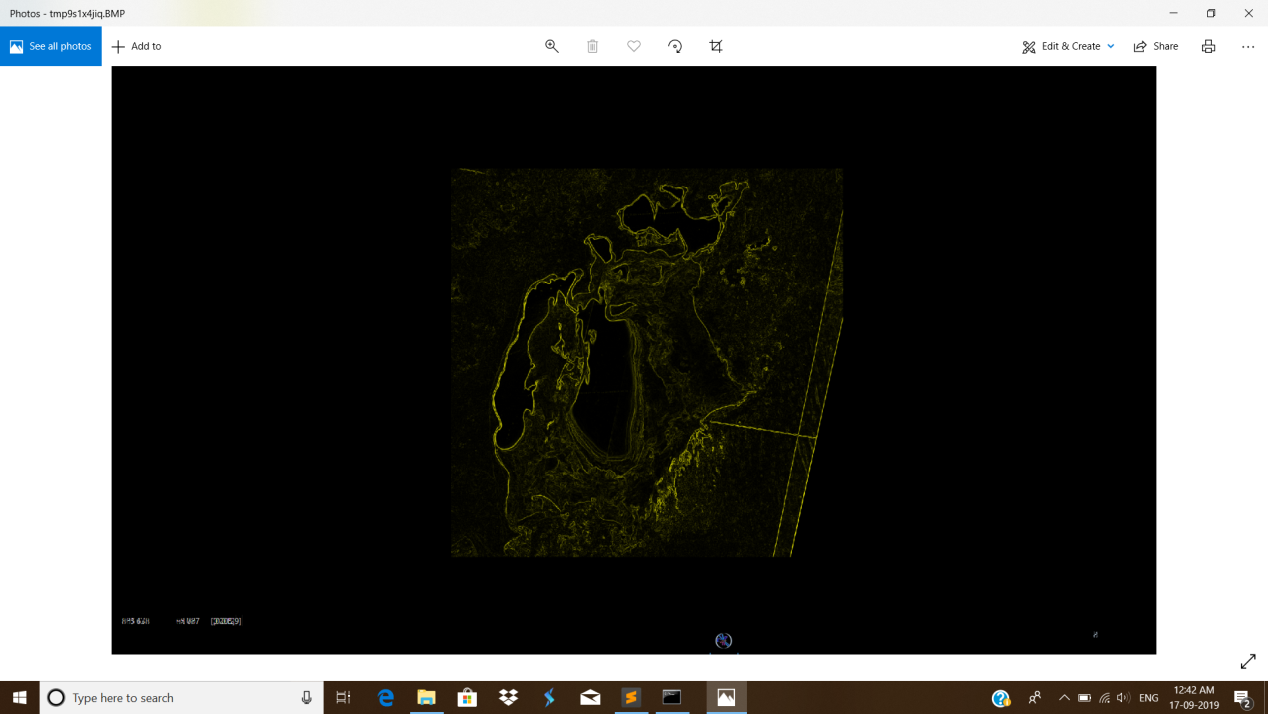 Photos - tmp9s1x4jiq.BMP
See all photos
Add to
Edit & Create
Share
Type here to search
ENG
12:42 AM
17-09-2019
2